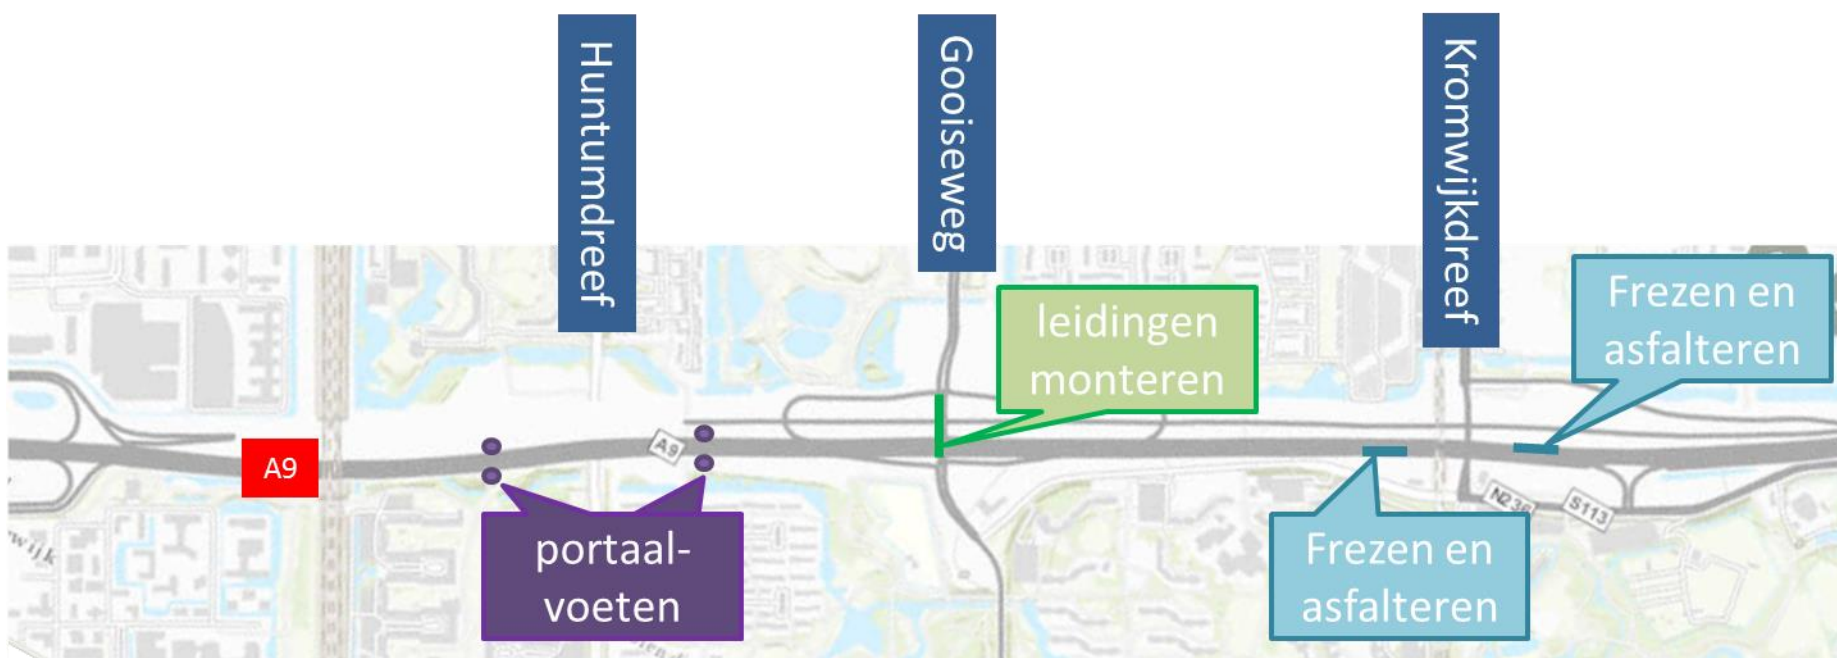 Huntumdreef
Gooiseweg
Kromwijkdreef
leidingen
monteren
Frezen en
asfalteren
A9
A9
portaal-
voeten
Frezen en
asfalteren
N236
S113